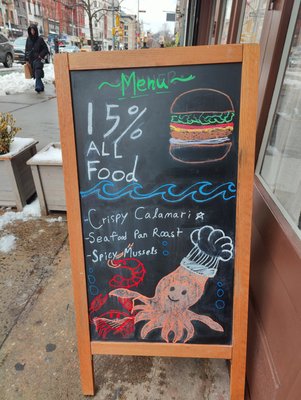 ~Menu~
15%
ALL
Food
-Crispy Calamari ☆
-Seafood Pan Roast
-Spicy Mussels